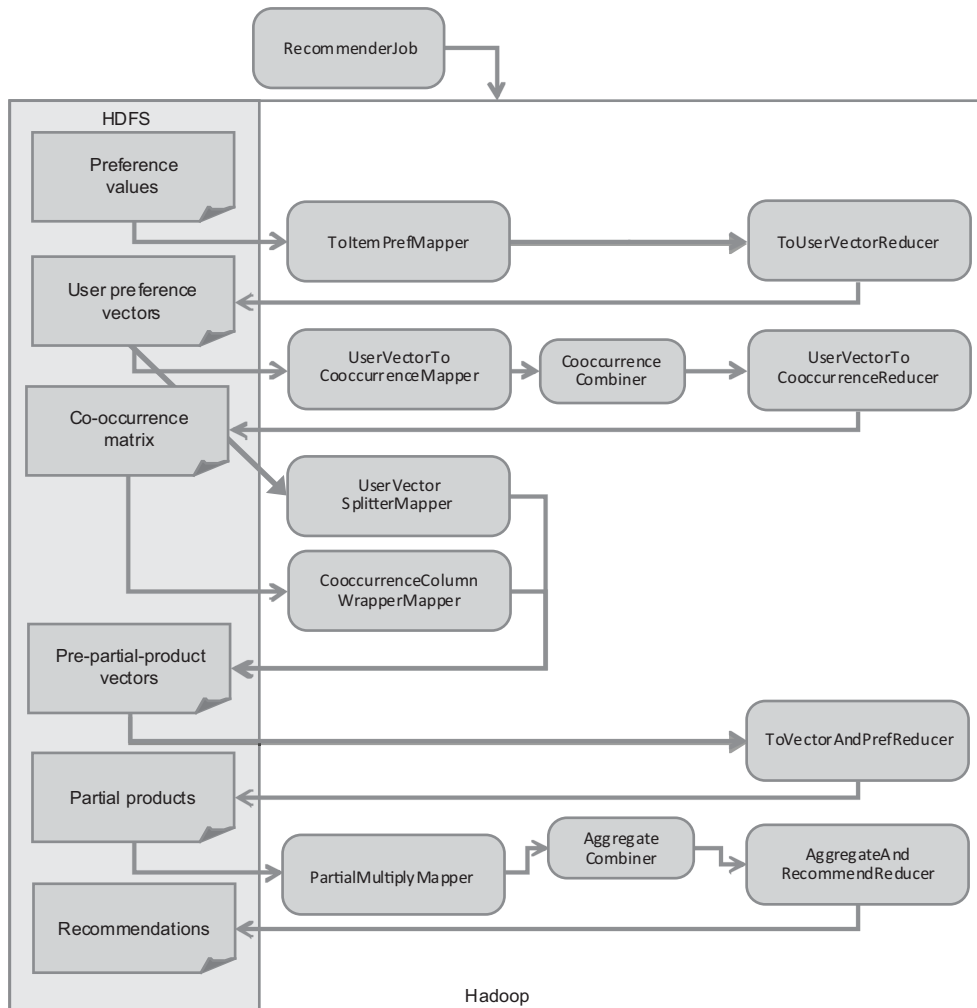 RecommenderJob
HDFS
Preference
values
ToItemPrefMapper
ToUserVectorReducer
User preference
vectors
UserVectorTo
CooccurrenceMapper
Cooccurrence
Combiner
UserVectorTo
CooccurrenceReducer
Co-occurrence
matrix
UserVector
SplitterMapper
CooccurrenceColumn
WrapperMapper
Pre-partial-product
vectors
ToVectorAndPrefReducer
Partial products
PartialMultiplyMapper
Aggregate
Combiner
AggregateAnd
RecommendReducer
Recommendations
Hadoop